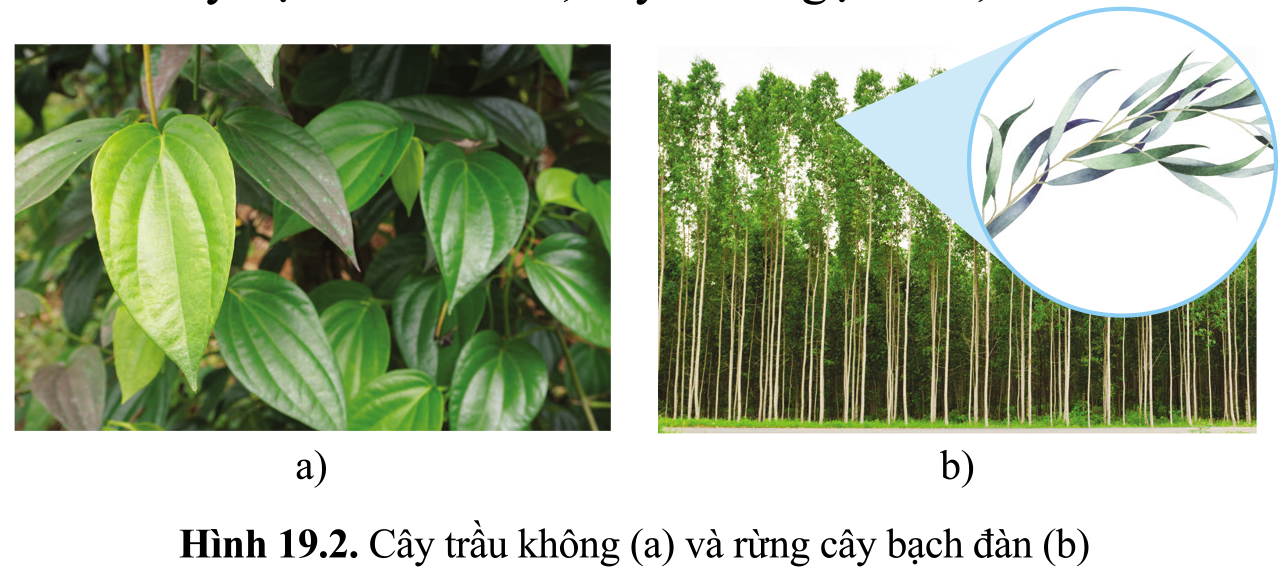 a)
b)
Hình 19.2. Cây trầu không (a) và rừng cây bạch đàn (b)